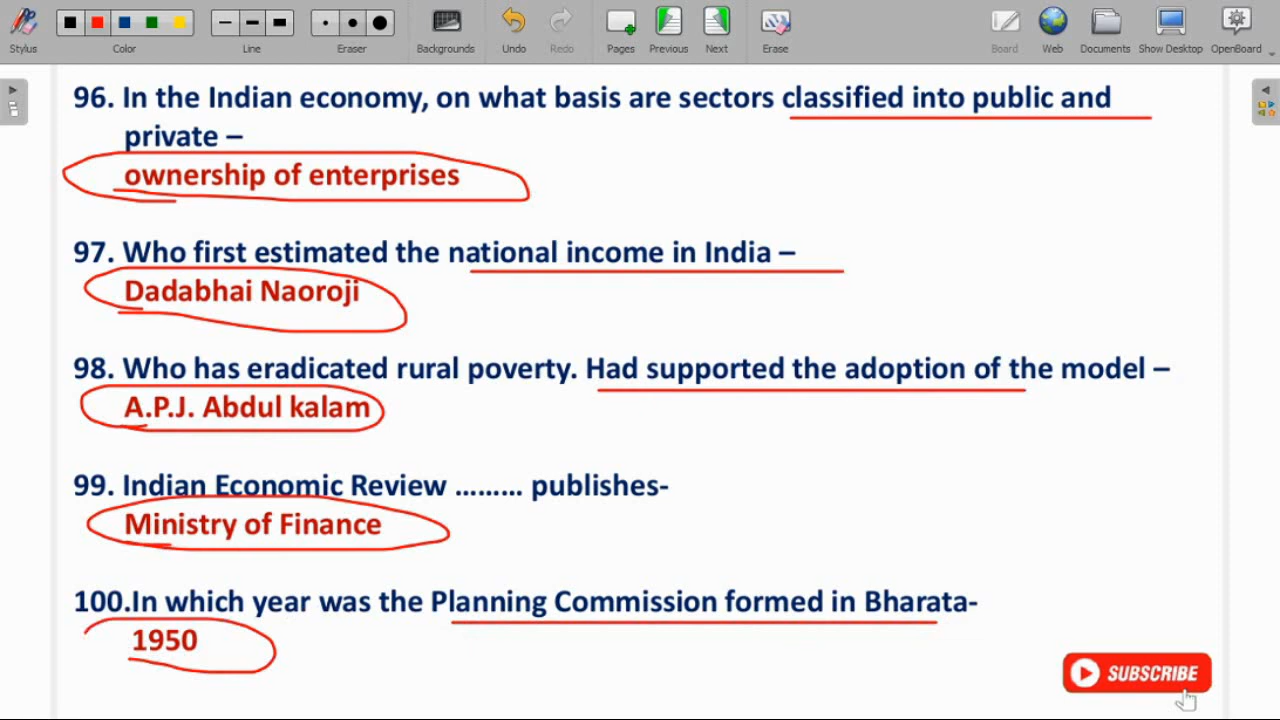 Stylus Color Line Eraser Backgrounds Undo Redo Pages Previous Next Erase Board Web Documents Show Desktop OpenBoard
96. In the Indian economy, on what basis are sectors classified into public and
private –
ownership of enterprises
97. Who first estimated the national income in India –
Dadabhai Naoroji
98. Who has eradicated rural poverty. Had supported the adoption of the model –
A.P.J. Abdul kalam
99. Indian Economic Review ......... publishes-
Ministry of Finance
100.In which year was the Planning Commission formed in Bharata-
1950
SUBSCRIBE